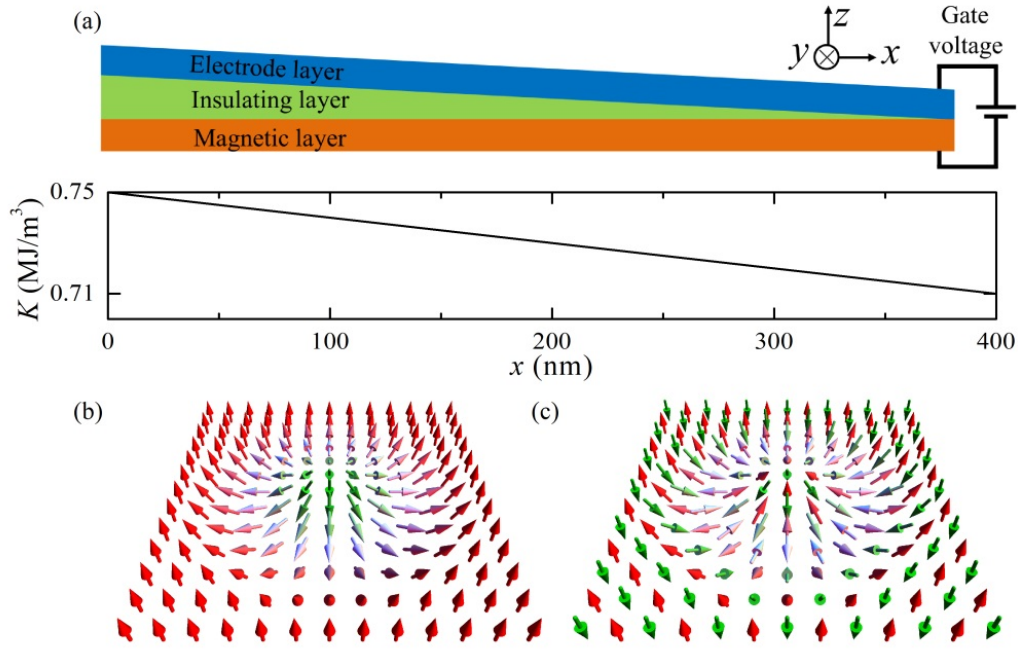 (a)
z
y x
Gate
voltage
Electrode layer
Insulating layer
Magnetic layer
0.75
K (MJ/m³)
0.71
0 100 200 300 400
x (nm)
(b) (c)